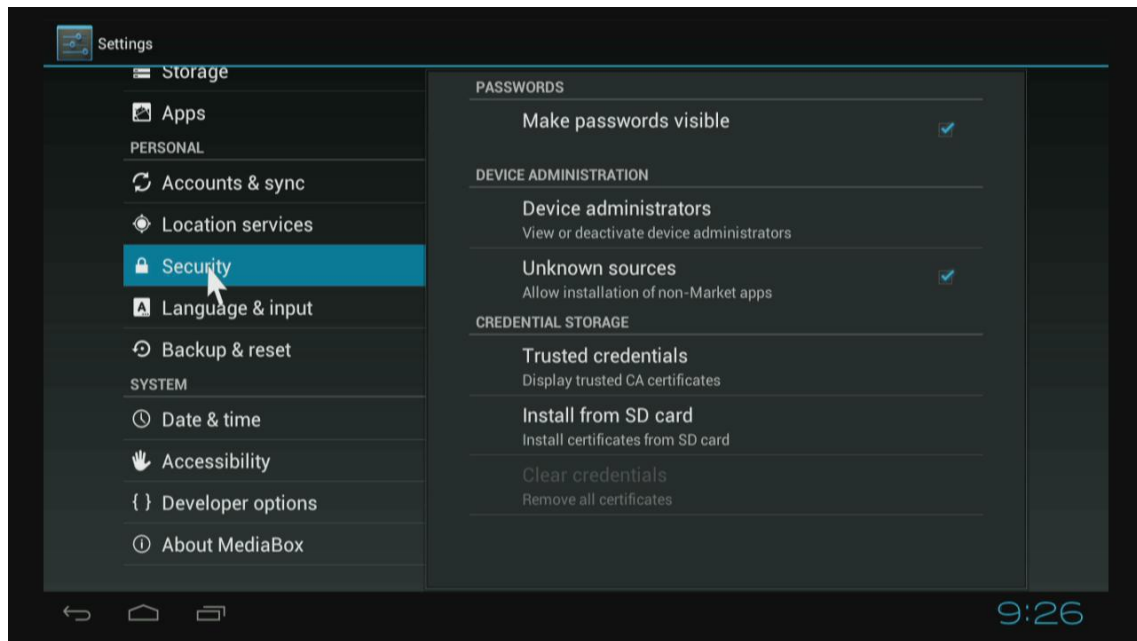 Settings
Storage
Apps
PERSONAL
Accounts & sync
Location services
Security
Language & input
Backup & reset
SYSTEM
Date & time
Accessibility
{ } Developer options
About MediaBox
PASSWORDS
Make passwords visible
DEVICE ADMINISTRATION
Device administrators
View or deactivate device administrators
Unknown sources
Allow installation of non-Market apps
CREDENTIAL STORAGE
Trusted credentials
Display trusted CA certificates
Install from SD card
Install certificates from SD card
Clear credentials
Remove all certificates
9:26